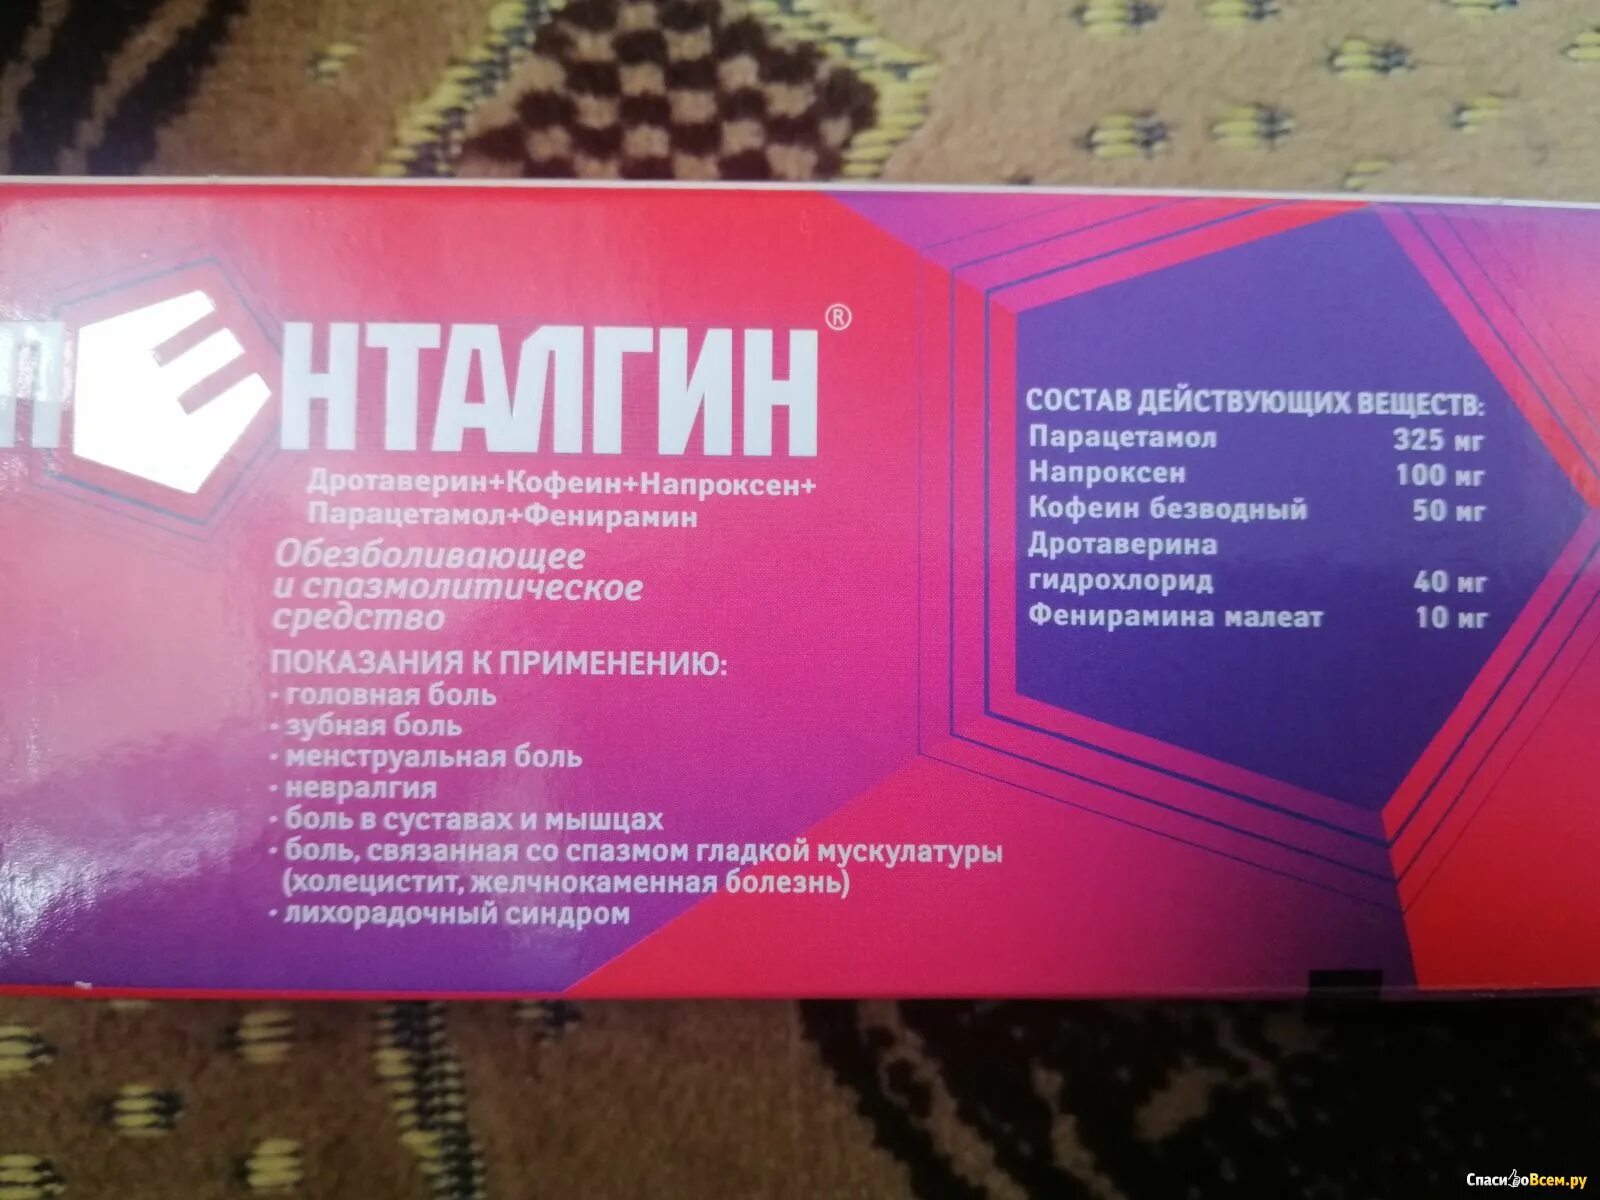 ПЕНТАЛГИН®
Дротаверин+Кофеин+Напроксен+
Парацетамол+Фенирамин
Обезболивающее
и спазмолитическое
средство
ПОКАЗАНИЯ К ПРИМЕНЕНИЮ:
· головная боль
· зубная боль
· менструальная боль
· невралгия
· боль в суставах и мышцах
· боль, связанная со спазмом гладкой мускулатуры
(холецистит, желчнокаменная болезнь)
· лихорадочный синдром
СОСТАВ ДЕЙСТВУЮЩИХ ВЕЩЕСТВ:
Парацетамол 325 мг
Напроксен 100 мг
Кофеин безводный 50 мг
Дротаверина
гидрохлорид 40 мг
Фенирамина малеат 10 мг
СпасибоВсем.ру